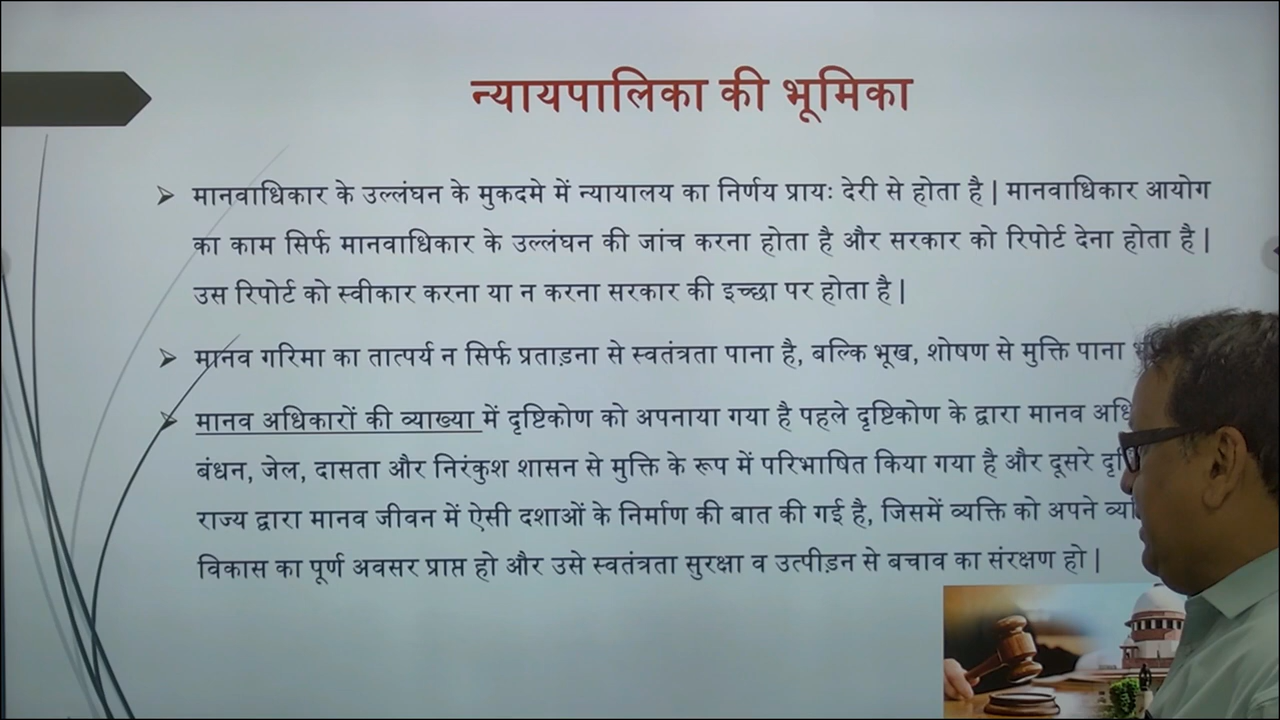 न्यायपालिका की भूमिका
मानवाधिकार के उल्लंघन के मुकदमे में न्यायालय का निर्णय प्रायः देरी से होता है | मानवाधिकार आयोग
का काम सिर्फ मानवाधिकार के उल्लंघन की जांच करना होता है और सरकार को रिपोर्ट देना होता है |
उस रिपोर्ट को स्वीकार करना या न करना सरकार की इच्छा पर होता है |
मानव गरिमा का तात्पर्य न सिर्फ प्रताड़ना से स्वतंत्रता पाना है, बल्कि भूख, शोषण से मुक्ति पाना
मानव अधिकारों की व्याख्या में दृष्टिकोण को अपनाया गया है पहले दृष्टिकोण के द्वारा मानव
बंधन, जेल, दासता और निरंकुश शासन से मुक्ति के रूप में परिभाषित किया गया है और दूसरे
राज्य द्वारा मानव जीवन में ऐसी दशाओं के निर्माण की बात की गई है, जिसमें व्यक्ति को अपने
विकास का पूर्ण अवसर प्राप्त हो और उसे स्वतंत्रता सुरक्षा व उत्पीड़न से बचाव का संरक्षण हो |